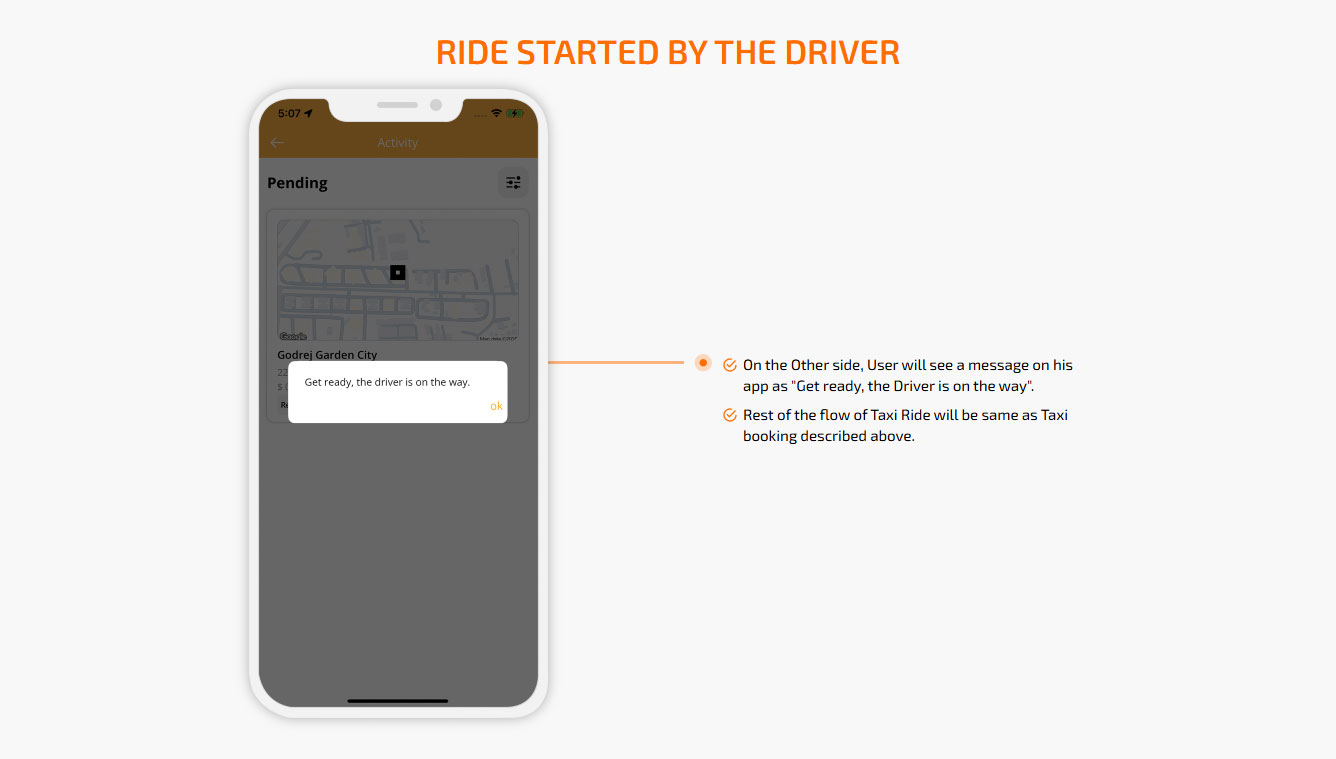 RIDE STARTED BY THE DRIVER
5:07
Activity
Pending
Google
Godrej Garden City
Get ready, the driver is on the way.
ok
On the Other side, User will see a message on his
app as "Get ready, the Driver is on the way".
Rest of the flow of Taxi Ride will be same as Taxi
booking described above.